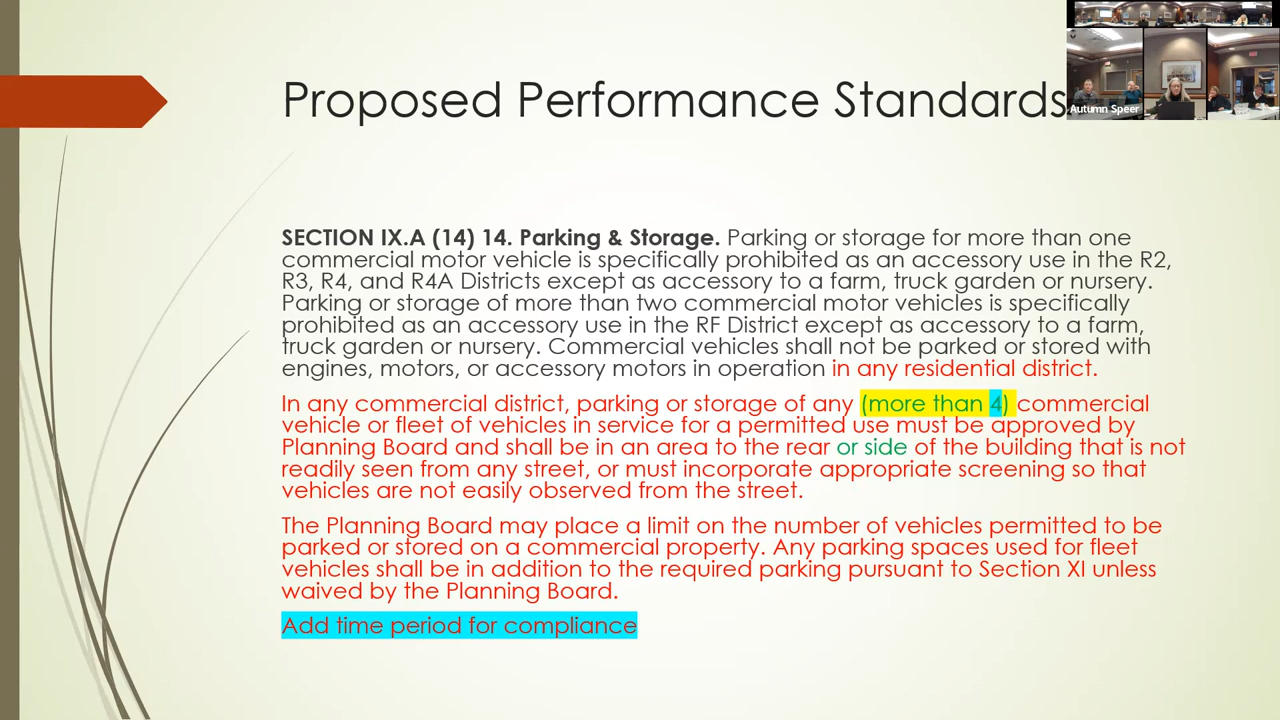 Proposed Performance Standards
Autumn Speer
SECTION IX.A (14) 14. Parking & Storage. Parking or storage for more than one
commercial motor vehicle is specifically prohibited as an accessory use in the R2,
R3, R4, and R4A Districts except as accessory to a farm, truck garden or nursery.
Parking or storage of more than two commercial motor vehicles is specifically
prohibited as an accessory use in the RF District except as accessory to a farm,
truck garden or nursery. Commercial vehicles shall not be parked or stored with
engines, motors, or accessory motors in operation in any residential district.
In any commercial district, parking or storage of any (more than 4) commercial
vehicle or fleet of vehicles in service for a permitted use must be approved by
Planning Board and shall be in an area to the rear or side of the building that is not
readily seen from any street, or must incorporate appropriate screening so that
vehicles are not easily observed from the street.
The Planning Board may place a limit on the number of vehicles permitted to be
parked or stored on a commercial property. Any parking spaces used for fleet
vehicles shall be in addition to the required parking pursuant to Section XI unless
waived by the Planning Board.
Add time period for compliance